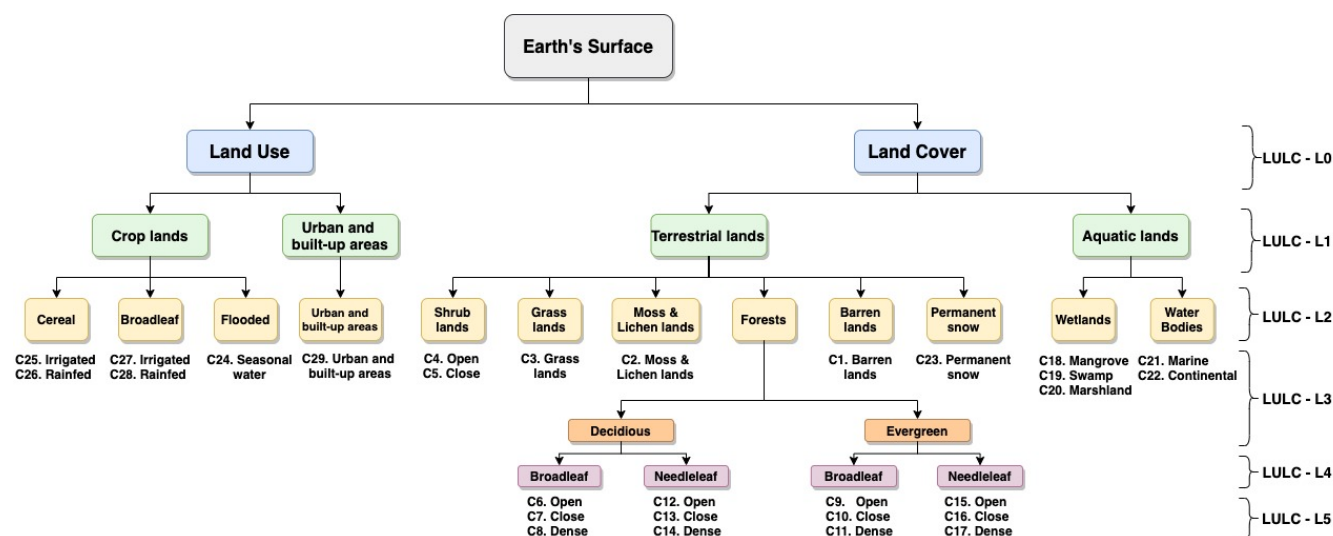 Earth's Surface
Land Use
Land Cover
LULC - L0
Crop lands
Urban and
built-up areas
Terrestrial lands
Aquatic lands
LULC - L1
Cereal
Broadleaf
Flooded
Urban and
built-up areas
Shrub
lands
Grass
lands
Moss &
Lichen lands
Forests
Barren
lands
Permanent
snow
Wetlands
Water
Bodies
LULC - L2
C25. Irrigated
C26. Rainfed
C27. Irrigated
C28. Rainfed
C24. Seasonal
water
C29. Urban and
built-up areas
C4. Open
C5. Close
C3. Grass
lands
C2. Moss &
Lichen lands
C1. Barren
lands
C23. Permanent
snow
C18. Mangrove
C19. Swamp
C20. Marshland
C21. Marine
C22. Continental
LULC - L3
Decidious
Evergreen
Broadleaf
Needleleaf
Broadleaf
Needleleaf
LULC - L4
C6. Open
C7. Close
C8. Dense
C12. Open
C13. Close
C14. Dense
C9. Open
C10. Close
C11. Dense
C15. Open
C16. Close
C17. Dense
LULC - L5